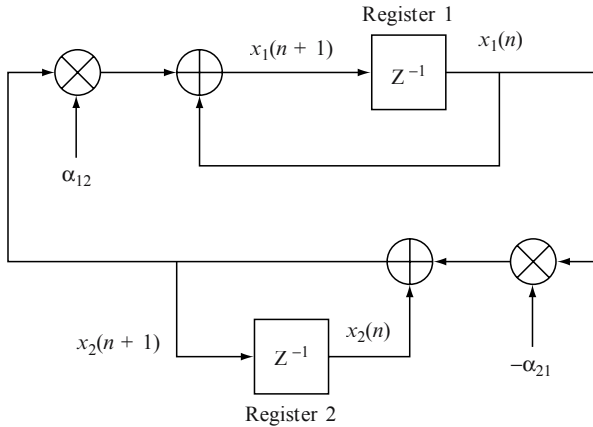 Register 1
x₁(n + 1)
x₁(n)
Z⁻¹
α₁₂
x₂(n + 1)
x₂(n)
Z⁻¹
−α₂₁
Register 2